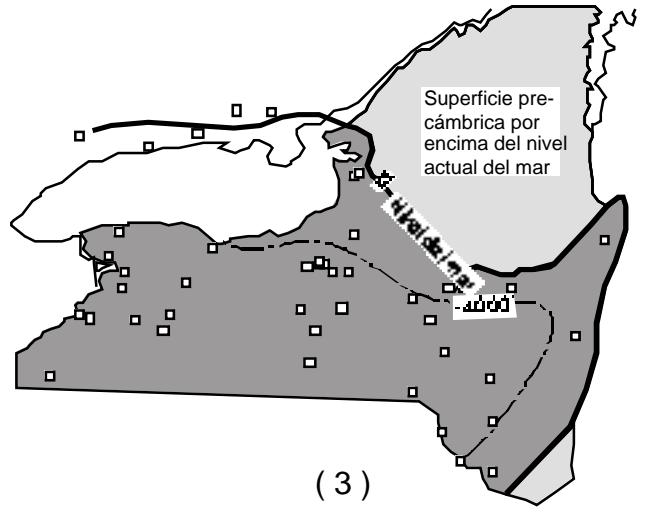 Superficie pre-
cámbrica por
encima del nivel
actual del mar
( 3 )